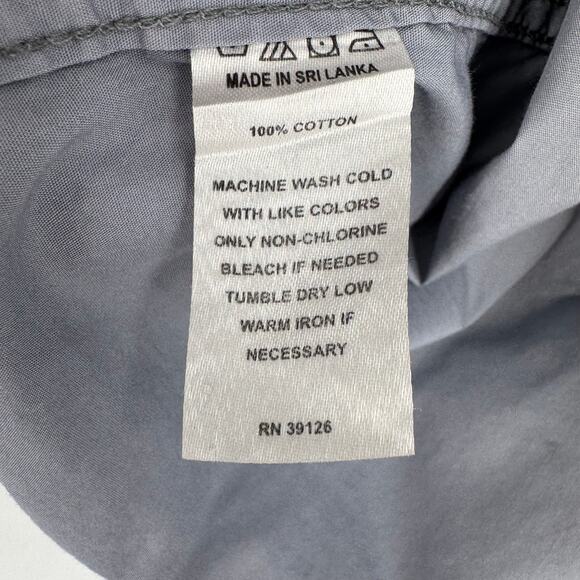 MADE IN SRI LANKA
100% COTTON
MACHINE WASH COLD
WITH LIKE COLORS
ONLY NON-CHLORINE
BLEACH IF NEEDED
TUMBLE DRY LOW
WARM IRON IF
NECESSARY
RN 39126